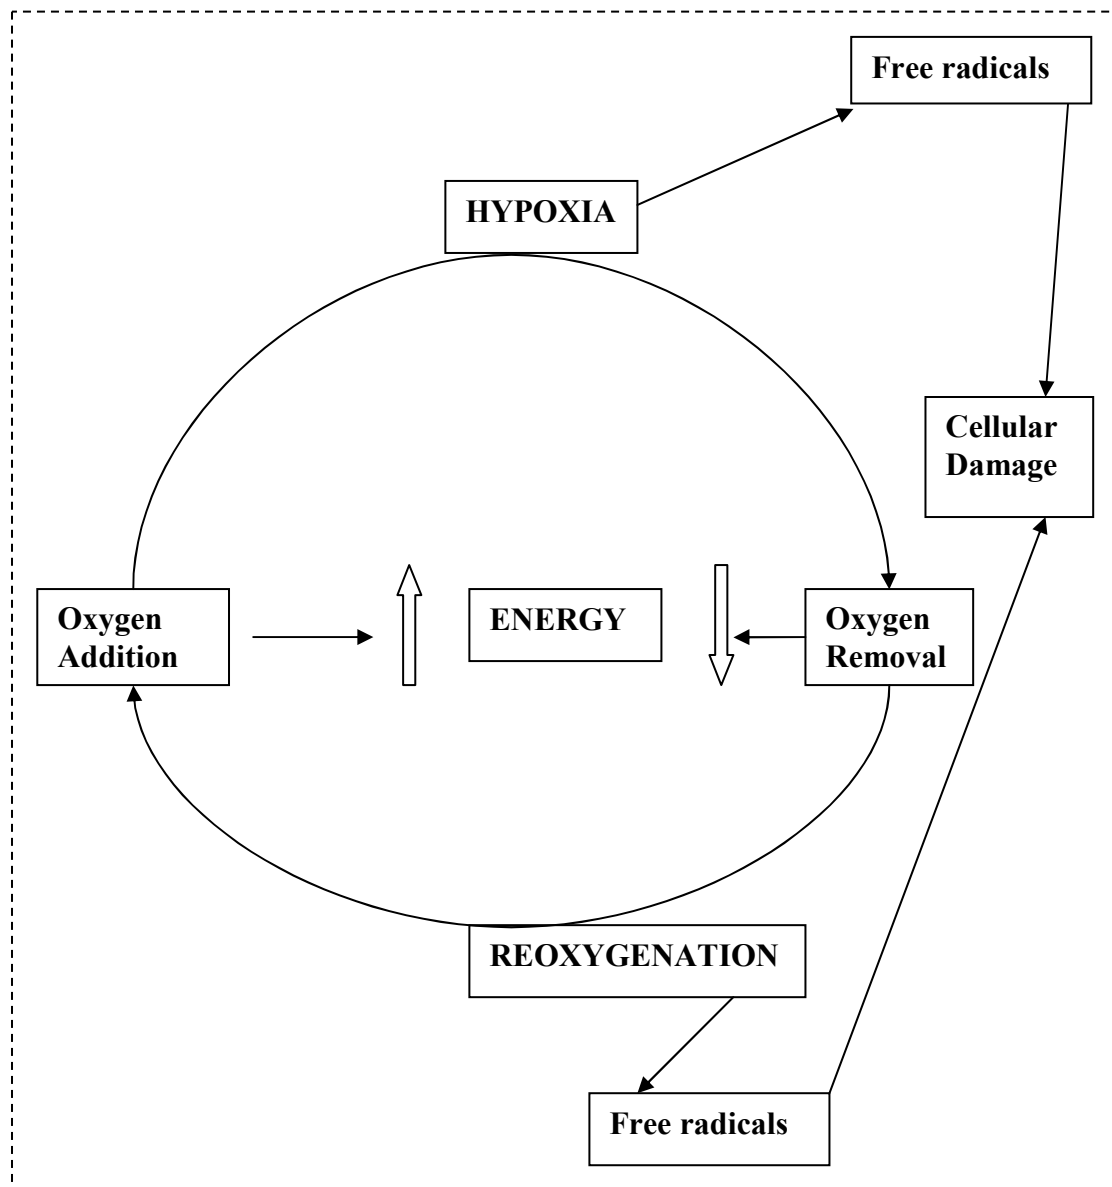 Free radicals
HYPOXIA
Cellular
Damage
Oxygen
Addition
ENERGY
Oxygen
Removal
REOXYGENATION
Free radicals